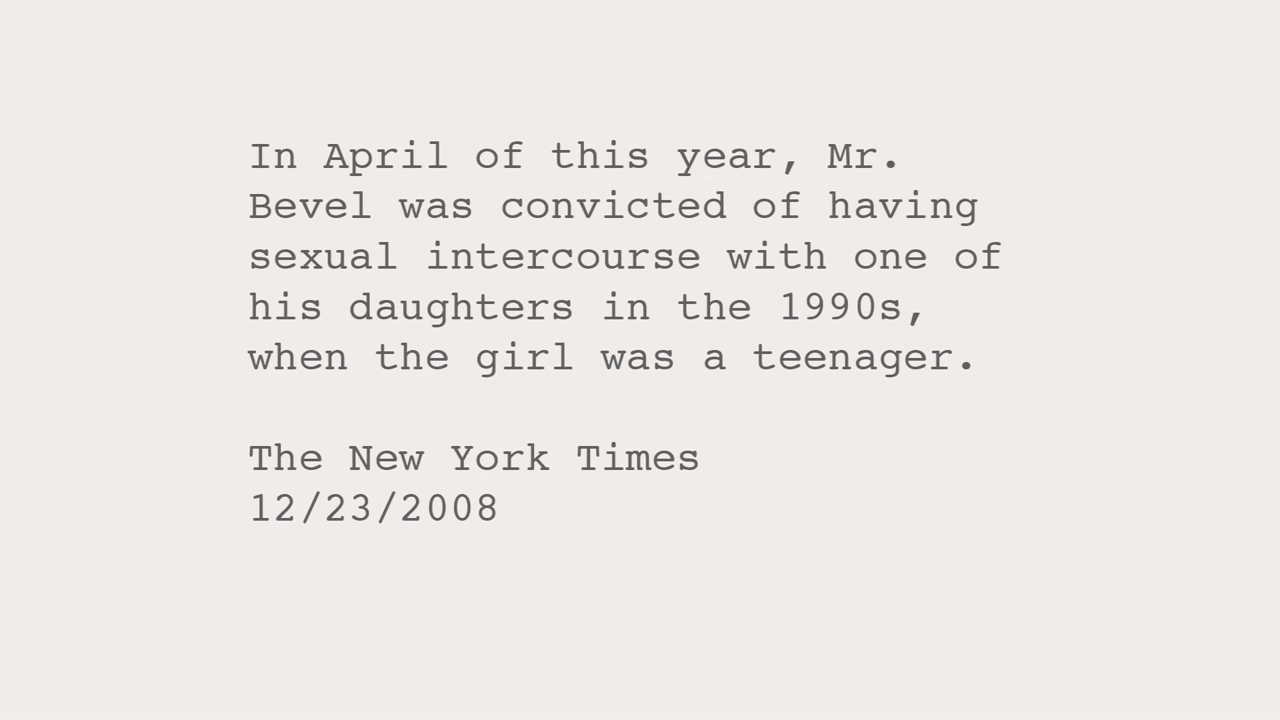 In April of this year, Mr.
Bevel was convicted of having
sexual intercourse with one of
his daughters in the 1990s,
when the girl was a teenager.
The New York Times
12/23/2008